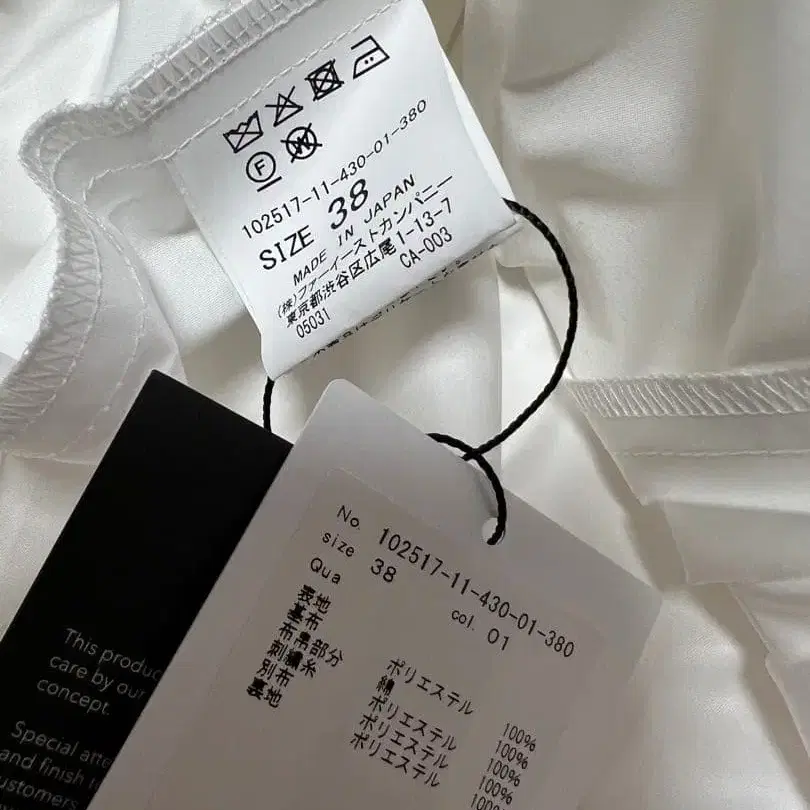 F
W
102517-11-430-01-380
SIZE 38
MADE IN JAPAN
(株)ファーイーストカンパニー
東京都渋谷区広尾1-13-7
05031 CA-003
No. 102517-11-430-01-380
size 38 col. 01
Qua
表地 ポリエステル 100%
基布 綿 100%
布帛部分 ポリエステル 100%
刺繍糸 ポリエステル 100%
別布 ポリエステル 100%
裏地
This produc
care by our
concept.
Special atte
and finish t
customers